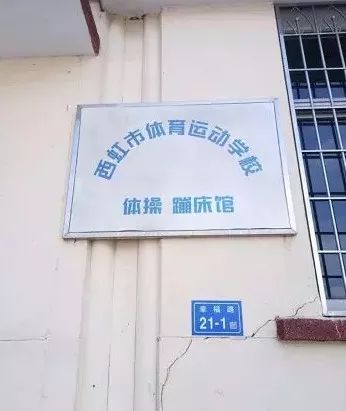 西虹市体育运动学校
体操 蹦床馆
幸福路
21-1号